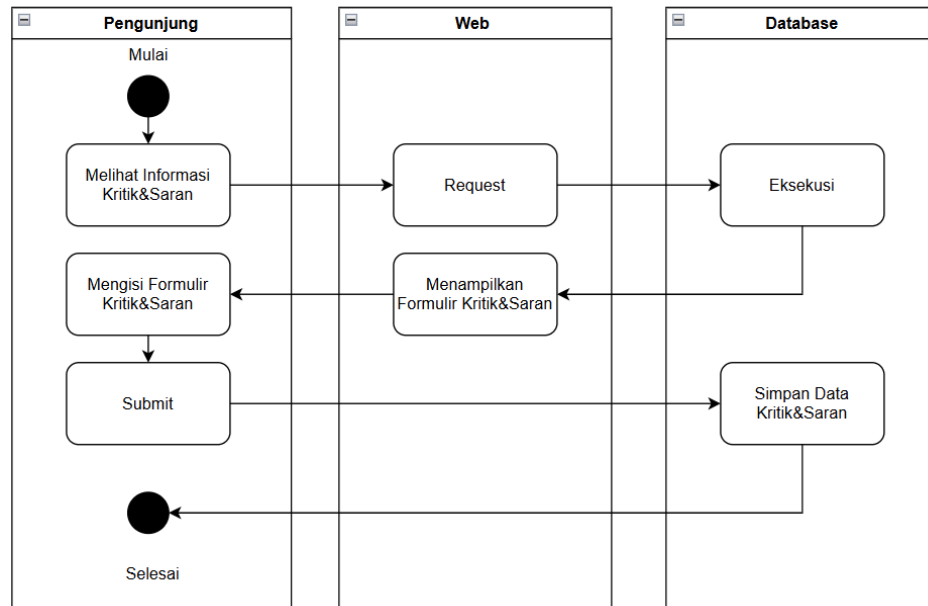 Pengunjung
Web
Database
Mulai
Melihat Informasi
Kritik&Saran
Request
Eksekusi
Mengisi Formulir
Kritik&Saran
Menampilkan
Formulir Kritik&Saran
Submit
Simpan Data
Kritik&Saran
Selesai